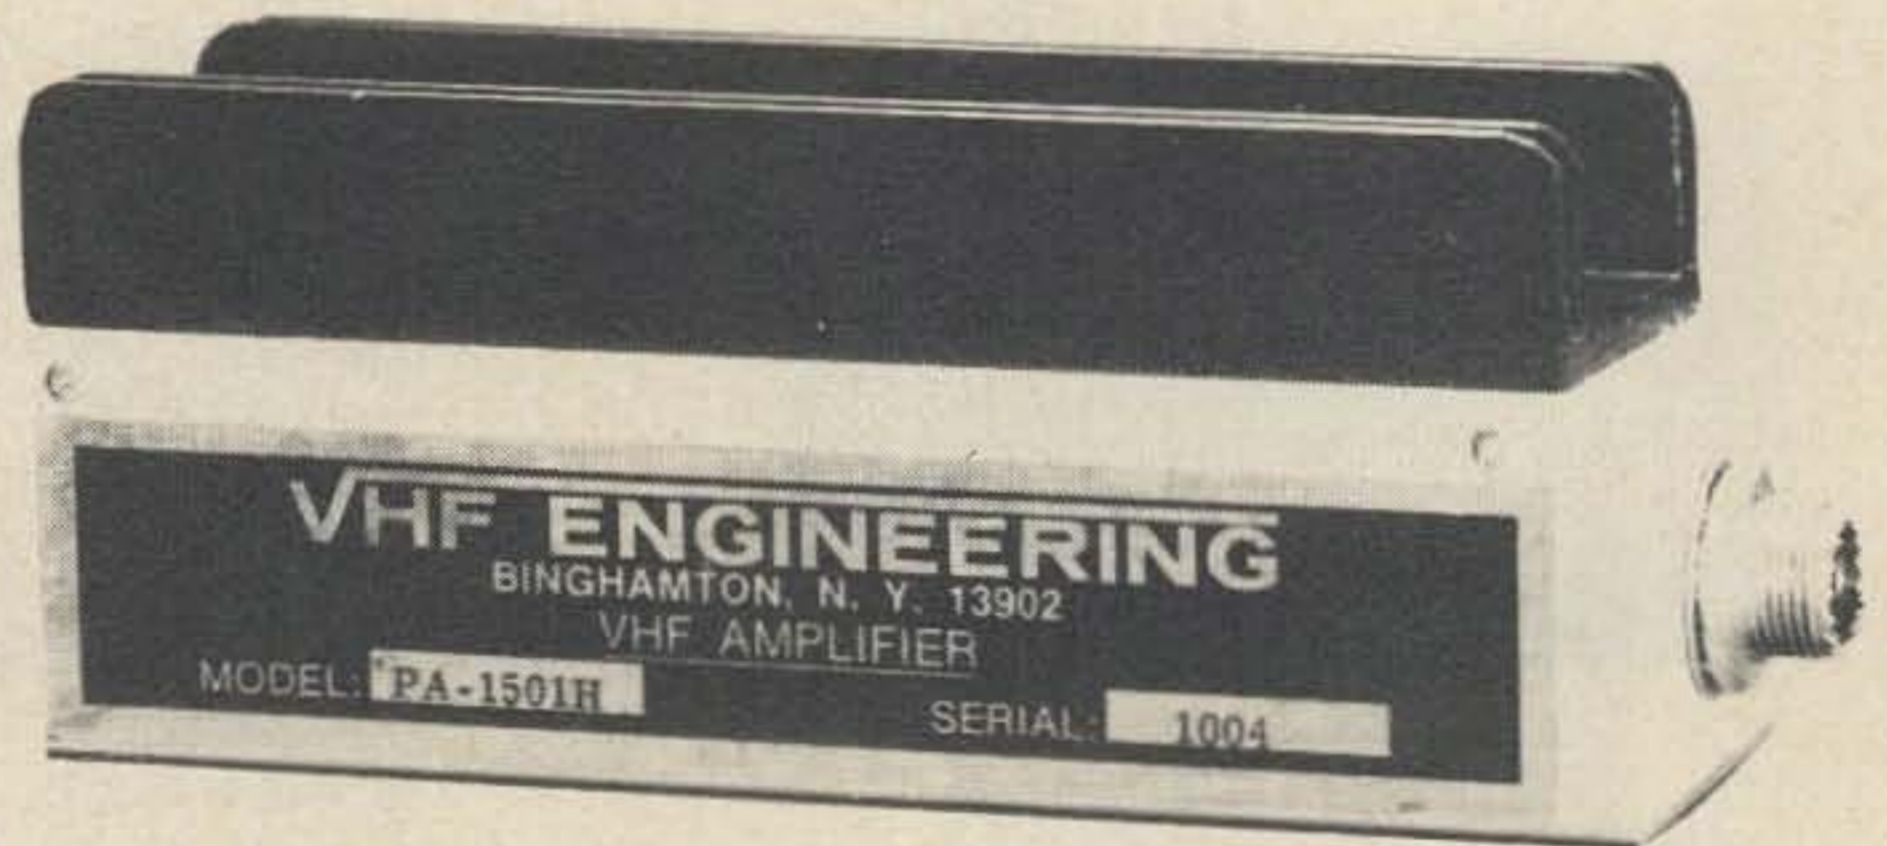 VHF ENGINEERING
BINGHAMTON, N. Y. 13902
VHF AMPLIFIER
MODEL: PA-1501H
SERIAL: 1004